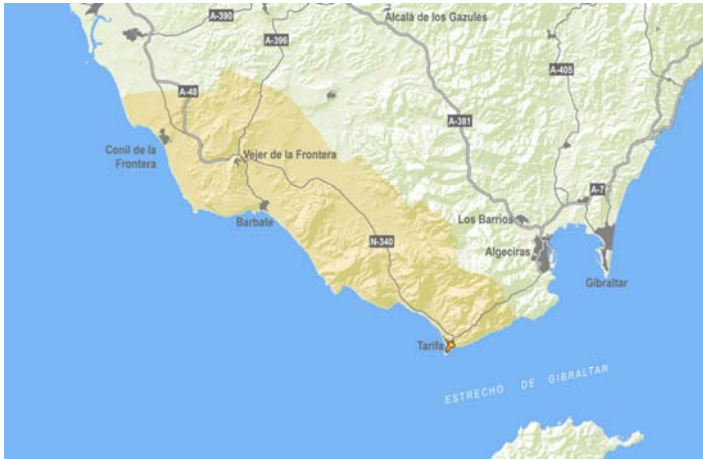 A-390
Alcalá de los Gazules
A-396
A-405
A-48
A-381
Conil de la
Frontera
Vejer de la Frontera
A-7
Barbate
Los Barrios
N-340
Algeciras
Gibraltar
Tarifa
ESTRECHO DE GIBRALTAR